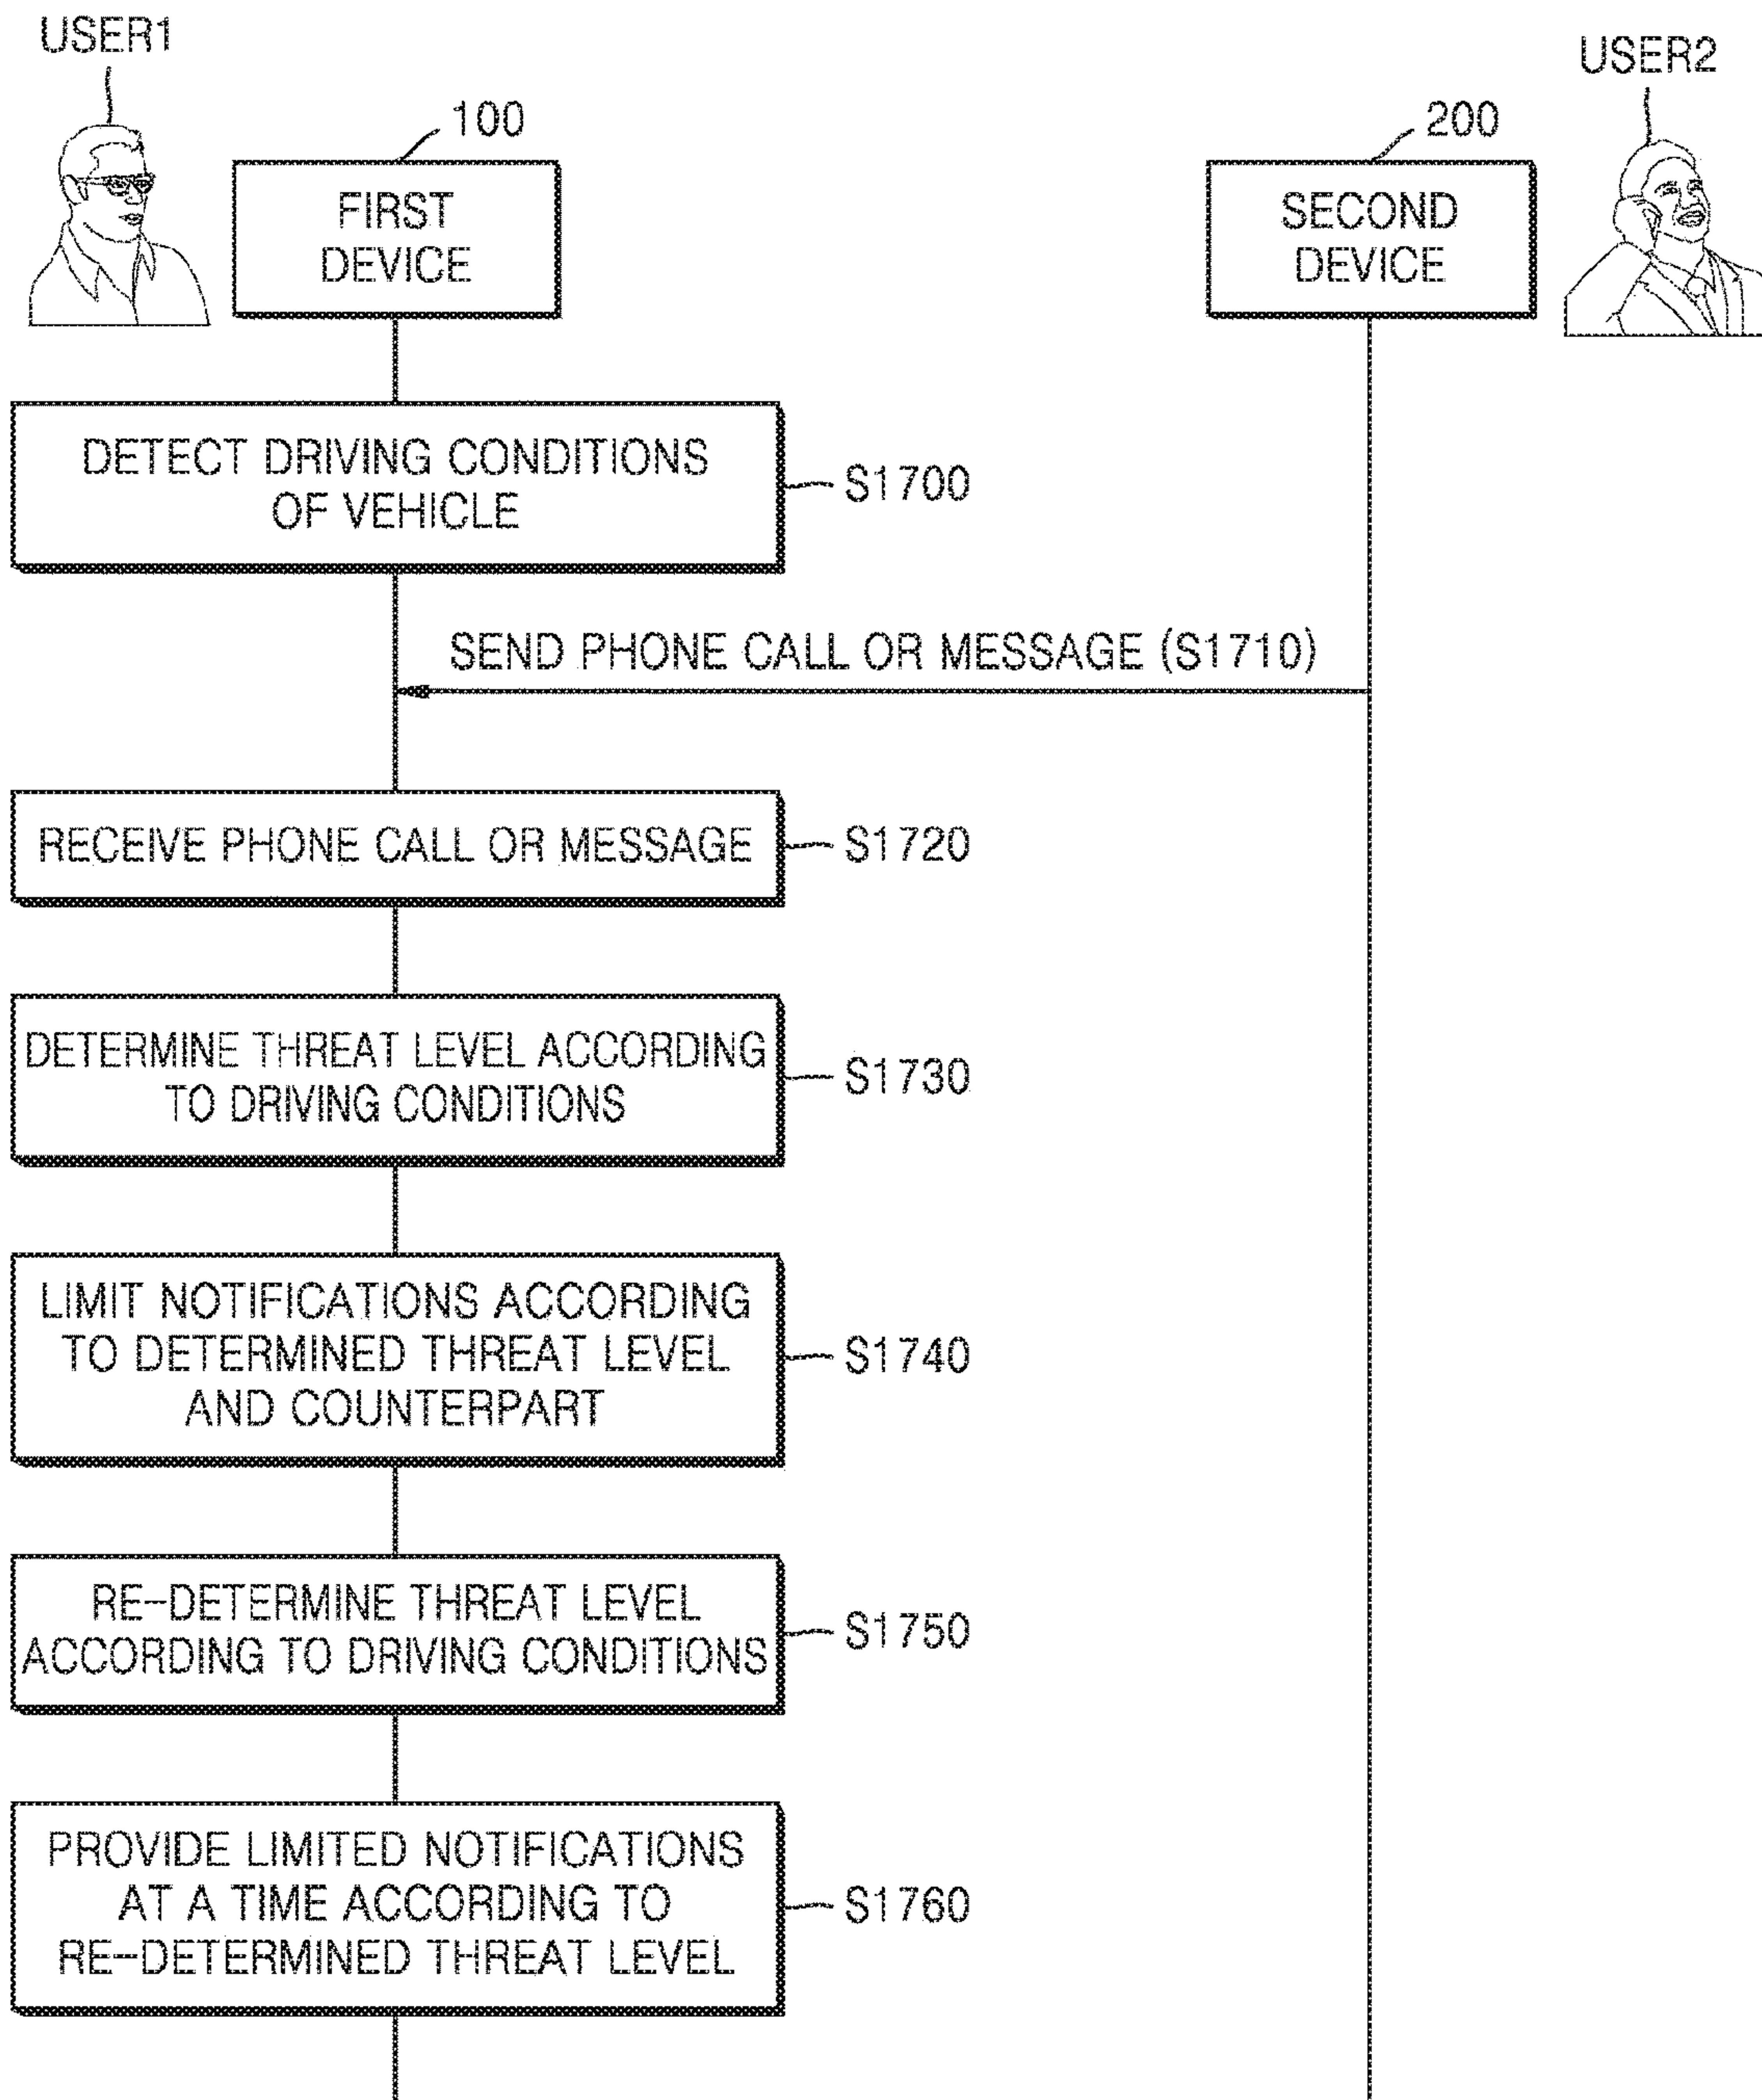 USER1
USER2
100
200
FIRST
DEVICE
SECOND
DEVICE
DETECT DRIVING CONDITIONS
OF VEHICLE
S1700
SEND PHONE CALL OR MESSAGE (S1710)
RECEIVE PHONE CALL OR MESSAGE
S1720
DETERMINE THREAT LEVEL ACCORDING
TO DRIVING CONDITIONS
S1730
LIMIT NOTIFICATIONS ACCORDING
TO DETERMINED THREAT LEVEL
AND COUNTERPART
S1740
RE-DETERMINE THREAT LEVEL
ACCORDING TO DRIVING CONDITIONS
S1750
PROVIDE LIMITED NOTIFICATIONS
AT A TIME ACCORDING TO
RE-DETERMINED THREAT LEVEL
S1760